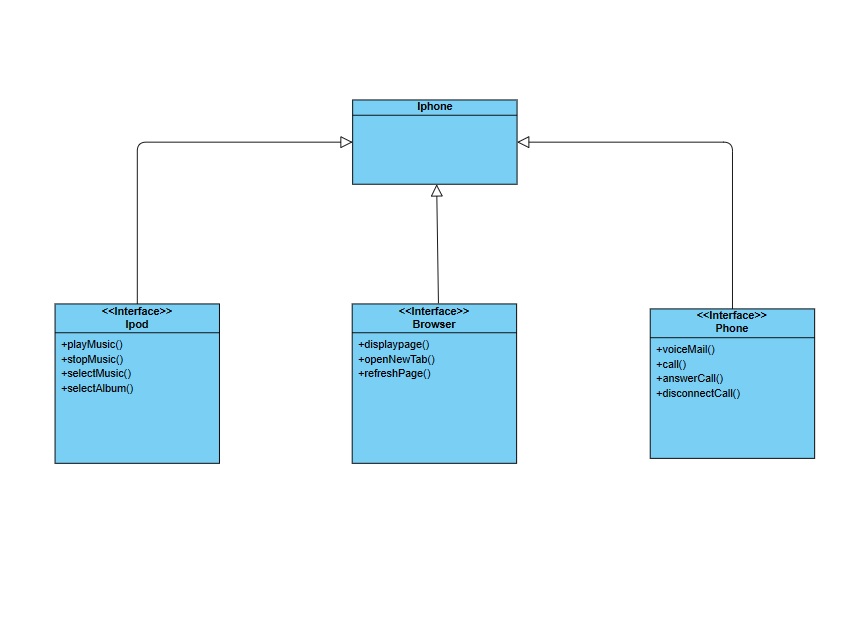 Iphone
<<Interface>>
Ipod
+playMusic()
+stopMusic()
+selectMusic()
+selectAlbum()
<<Interface>>
Browser
+displaypage()
+openNewTab()
+refreshPage()
<<Interface>>
Phone
+voiceMail()
+call()
+answerCall()
+disconnectCall()